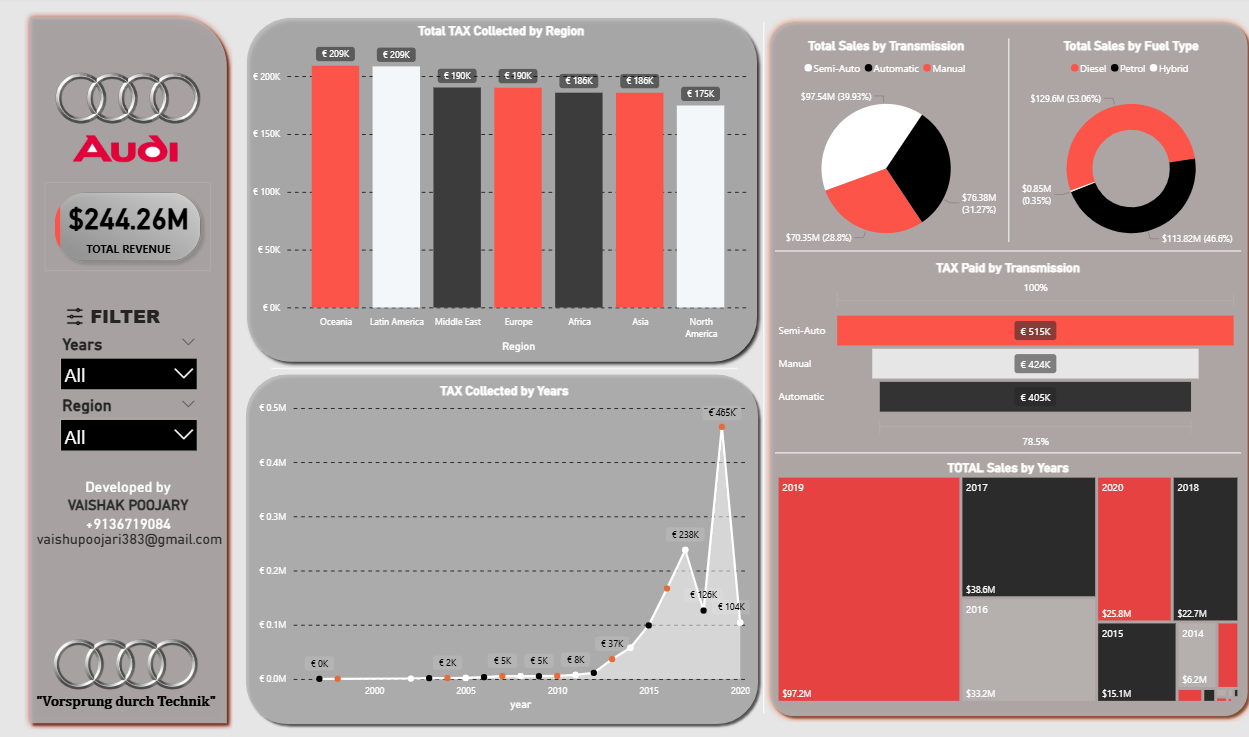 Audi
$244.26M
TOTAL REVENUE
FILTER
Years
All
Region
All
Developed by
VAISHAK POOJARY
+9136719084
vaishupoojari383@gmail.com
"Vorsprung durch Technik"
Total TAX Collected by Region
€ 209K
€ 209K
€ 190K
€ 190K
€ 186K
€ 186K
€ 175K
€ 200K
€ 150K
€ 100K
€ 50K
€ 0K
Oceania
Latin America
Middle East
Europe
Africa
Asia
North
America
Region
TAX Collected by Years
€ 0.5M
€ 0.4M
€ 0.3M
€ 0.2M
€ 0.1M
€ 0.0M
€ 0K
€ 2K
€ 5K
€ 5K
€ 8K
€ 37K
€ 238K
€ 126K
€ 465K
€ 104K
2000
2005
2010
2015
2020
year
Total Sales by Transmission
Semi-Auto Automatic Manual
$97.54M (39.93%)
$76.38M
(31.27%)
$70.35M (28.8%)
Total Sales by Fuel Type
Diesel Petrol Hybrid
$129.6M (53.06%)
$0.85M
(0.35%)
$113.82M (46.6%)
TAX Paid by Transmission
100%
Semi-Auto
€ 515K
Manual
€ 424K
Automatic
€ 405K
78.5%
TOTAL Sales by Years
2019
$97.2M
2017
$38.6M
2016
$33.2M
2020
$25.8M
2018
$22.7M
2015
$15.1M
2014
$6.2M